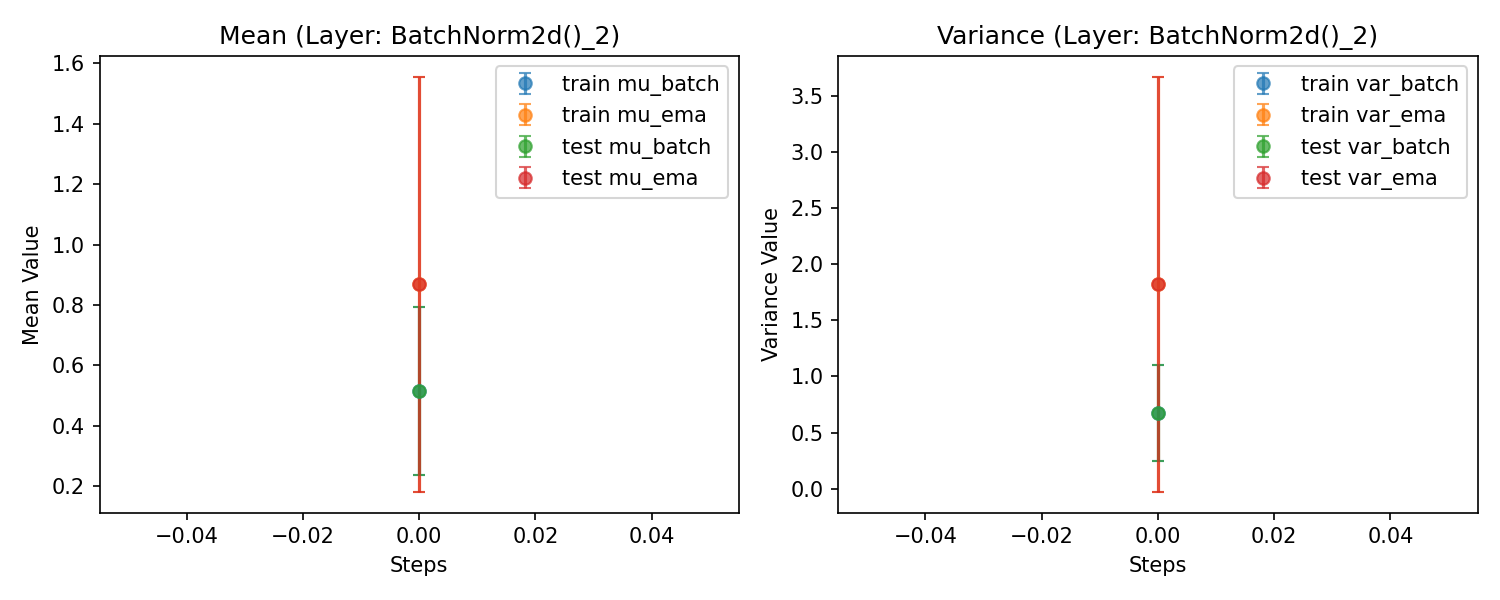 Mean (Layer: BatchNorm2d()_2)
Mean Value
1.6
1.4
1.2
1.0
0.8
0.6
0.4
0.2
train mu_batch
train mu_ema
test mu_batch
test mu_ema
−0.04 −0.02 0.00 0.02 0.04
Steps
Variance (Layer: BatchNorm2d()_2)
Variance Value
3.5
3.0
2.5
2.0
1.5
1.0
0.5
0.0
train var_batch
train var_ema
test var_batch
test var_ema
−0.04 −0.02 0.00 0.02 0.04
Steps